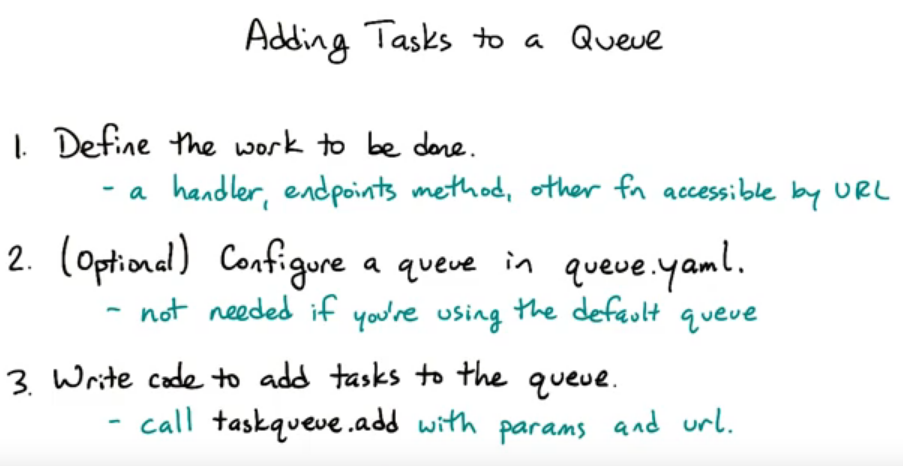 Adding Tasks to a Queue
1. Define the work to be done.
- a handler, endpoints method, other fn accessible by URL
2. (Optional) Configure a queue in queue.yaml.
- not needed if you're using the default queue
3. Write code to add tasks to the queue.
- call taskqueue.add with params and url.